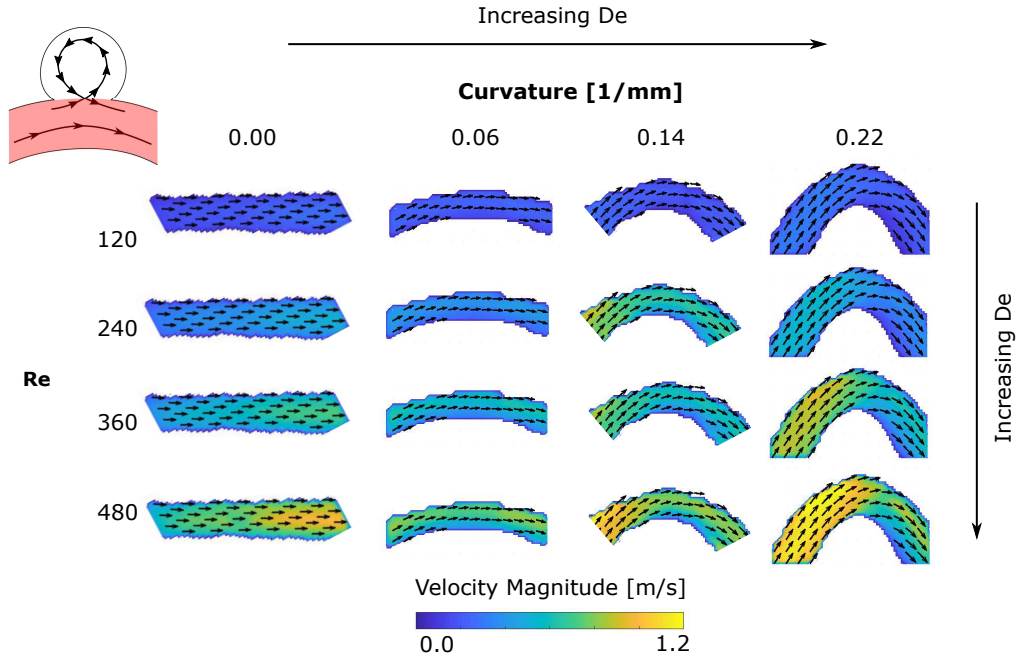 Increasing De
Curvature [1/mm]
0.00 0.06 0.14 0.22
120
240
Re
360
480
Increasing De
Velocity Magnitude [m/s]
0.0 1.2